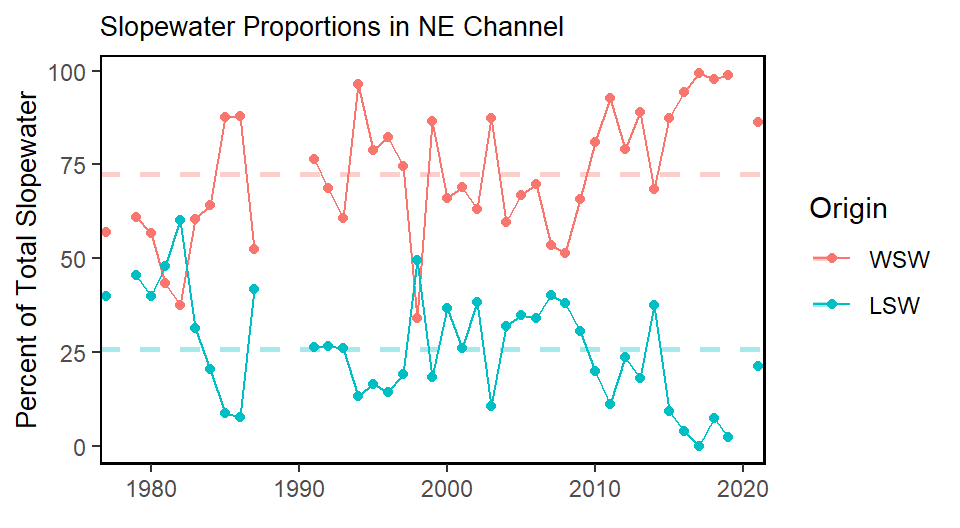 Slopewater Proportions in NE Channel
Percent of Total Slopewater
100
75
50
25
0
1980
1990
2000
2010
2020
Origin
WSW
LSW